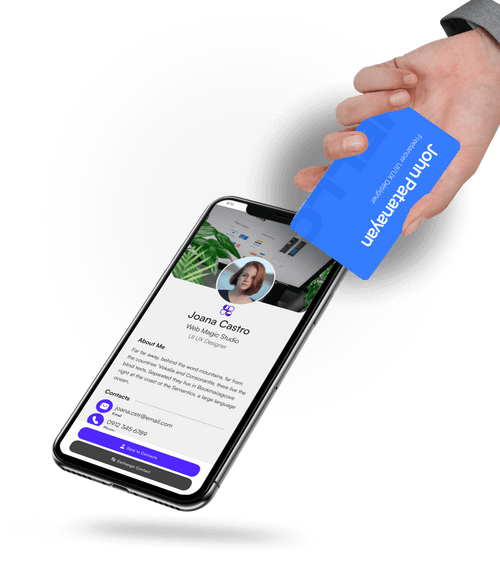 HELLO
John Patanayan
Freelancer UI/UX Designer
Joana Castro
Web Magic Studio
UI UX Designer
About Me
Far far away, behind the word mountains, far from
the countries Vokalia and Consonantia, there live the
blind texts. Separated they live in Bookmarksgrove
right at the coast of the Semantics, a large language
ocean.
Contacts
joana.cstr@email.com
Email
0912 345 6789
Save to Contacts
Exchange Contact